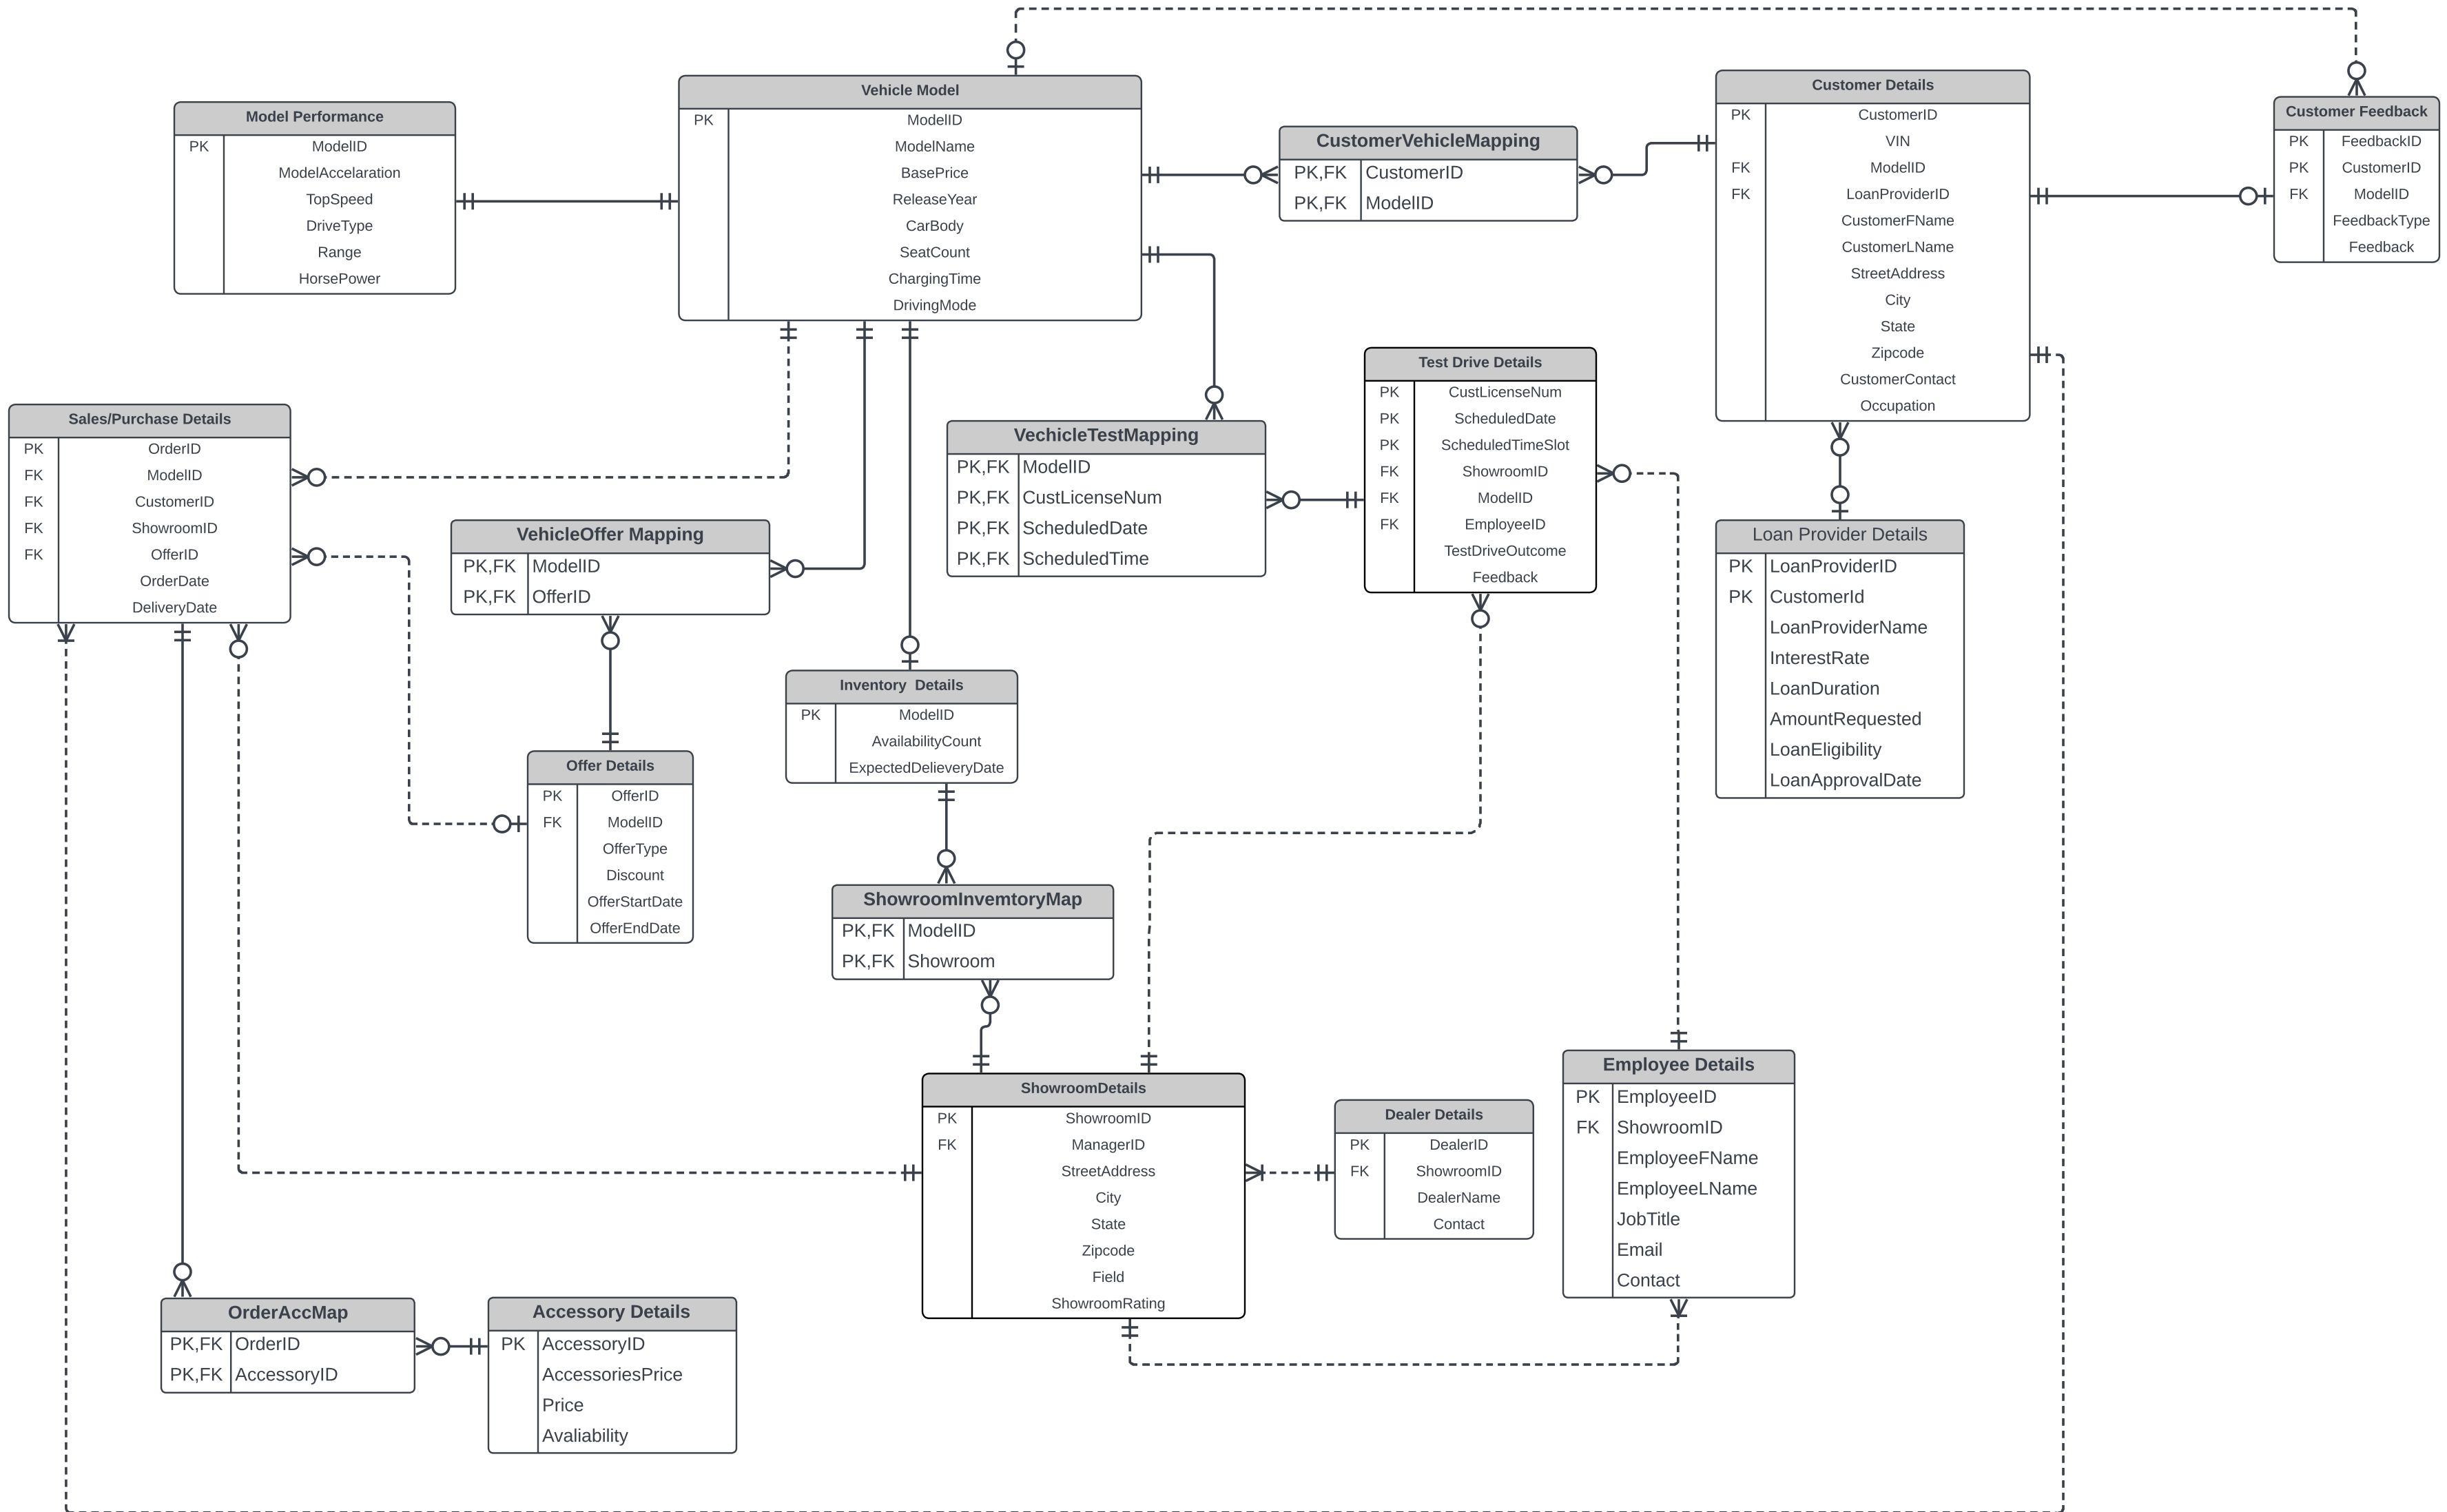 Vehicle Model
PK ModelID
ModelName
BasePrice
ReleaseYear
CarBody
SeatCount
ChargingTime
DrivingMode
Model Performance
PK ModelID
ModelAccelaration
TopSpeed
DriveType
Range
HorsePower
CustomerVehicleMapping
PK,FK CustomerID
PK,FK ModelID
Customer Details
PK CustomerID
VIN
FK ModelID
FK LoanProviderID
CustomerFName
CustomerLName
StreetAddress
City
State
Zipcode
CustomerContact
Occupation
Customer Feedback
PK FeedbackID
PK CustomerID
FK ModelID
FeedbackType
Feedback
Sales/Purchase Details
PK OrderID
FK ModelID
FK CustomerID
FK ShowroomID
FK OfferID
OrderDate
DeliveryDate
VehicleOffer Mapping
PK,FK ModelID
PK,FK OfferID
VechicleTestMapping
PK,FK ModelID
PK,FK CustLicenseNum
PK,FK ScheduledDate
PK,FK ScheduledTime
Test Drive Details
PK CustLicenseNum
PK ScheduledDate
PK ScheduledTimeSlot
FK ShowroomID
FK ModelID
FK EmployeeID
TestDriveOutcome
Feedback
Loan Provider Details
PK LoanProviderID
PK CustomerId
LoanProviderName
InterestRate
LoanDuration
AmountRequested
LoanEligibility
LoanApprovalDate
Inventory  Details
PK ModelID
AvailabilityCount
ExpectedDelieveryDate
Offer Details
PK OfferID
FK ModelID
OfferType
Discount
OfferStartDate
OfferEndDate
ShowroomInvemtoryMap
PK,FK ModelID
PK,FK Showroom
ShowroomDetails
PK ShowroomID
FK ManagerID
StreetAddress
City
State
Zipcode
Field
ShowroomRating
Dealer Details
PK DealerID
FK ShowroomID
DealerName
Contact
Employee Details
PK EmployeeID
FK ShowroomID
EmployeeFName
EmployeeLName
JobTitle
Email
Contact
OrderAccMap
PK,FK OrderID
PK,FK AccessoryID
Accessory Details
PK AccessoryID
AccessoriesPrice
Price
Avaliability